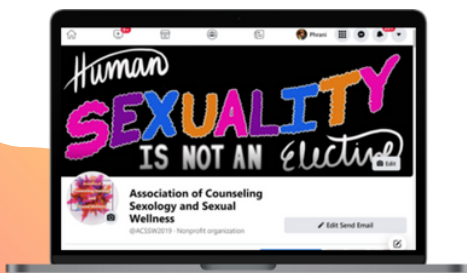 Phrani
Human
SEXUALITY
IS NOT AN Elective
Edit
Association of Counseling
Sexology and Sexual
Wellness
@ACSSW2019 · Nonprofit organization
Edit Send Email